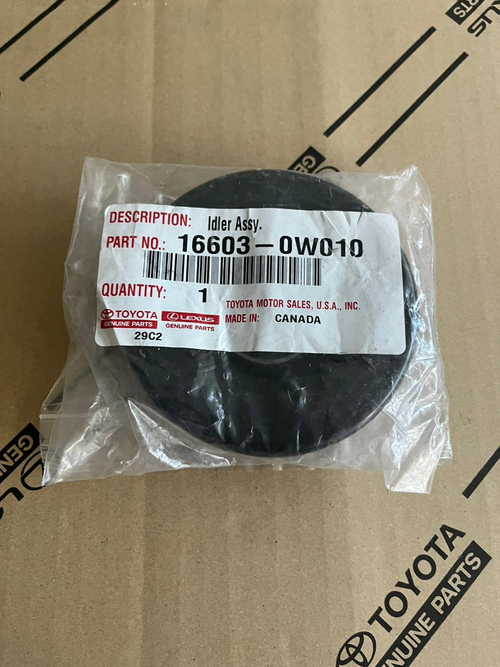 PARTS
DESCRIPTION: Idler Assy.
PART NO.: 16603-0W010
QUANTITY: 1
TOYOTA MOTOR SALES, U.S.A., INC.
MADE IN: CANADA
TOYOTA
GENUINE PARTS
LEXUS
GENUINE PARTS
29C2
TOYOTA
GENUINE PARTS